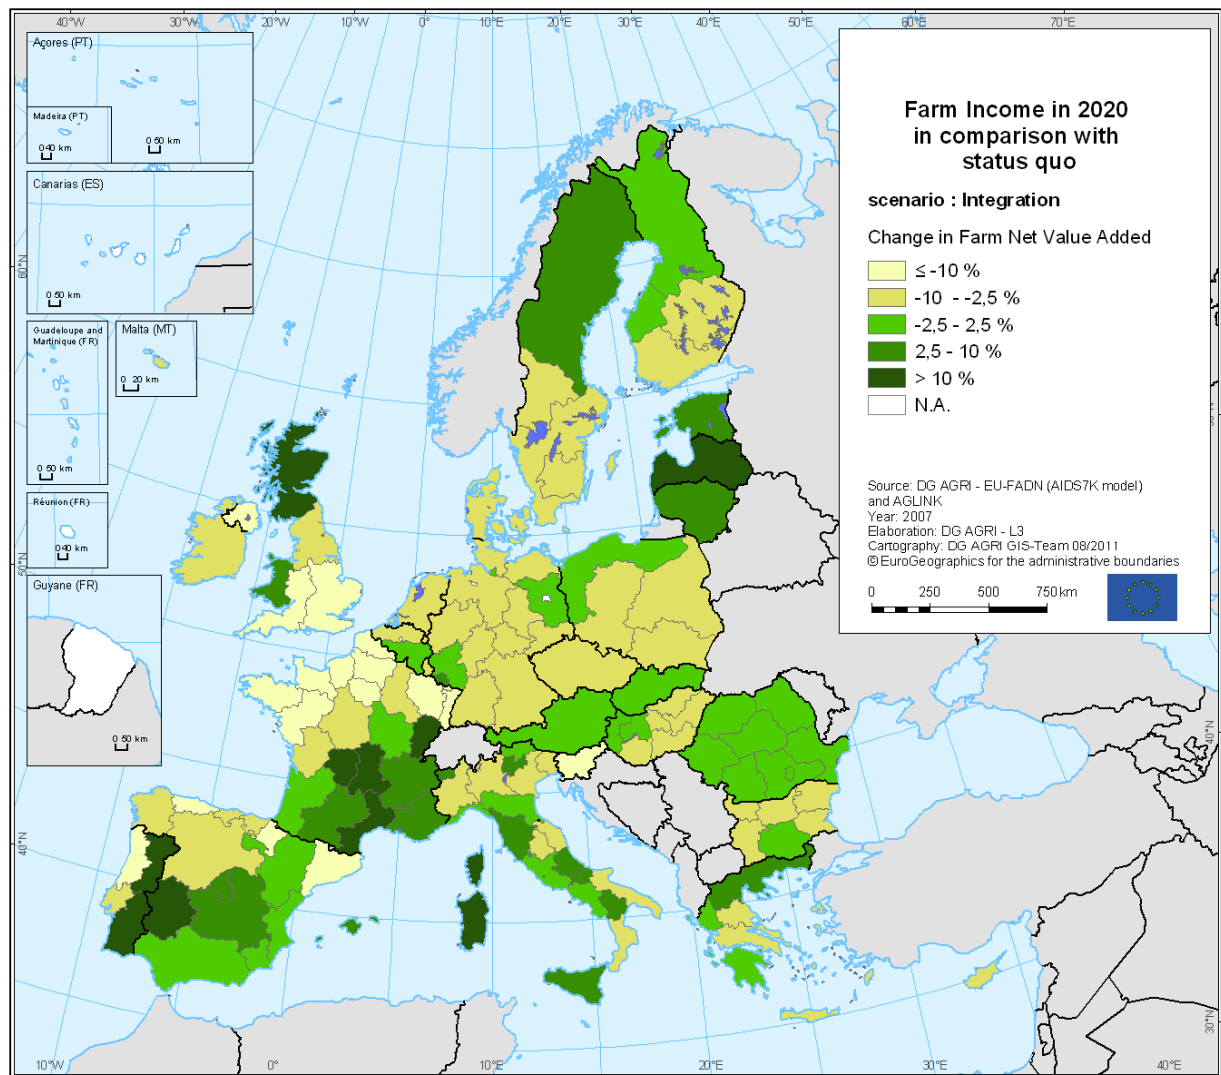 40°W
30°W
20°W
10°W
0°
10°E
20°E
30°E
40°E
50°E
70°E
Açores (PT)
Madeira (PT)
0 40 km
0 50 km
Canarias (ES)
0 50 km
Guadeloupe and
Martinique (FR)
0 50 km
Malta (MT)
0 20 km
Réunion (FR)
0 40 km
Guyane (FR)
0 50 km
60°N
50°N
40°N
40°N
30°N
Farm Income in 2020
in comparison with
status quo
scenario : Integration
Change in Farm Net Value Added
≤ -10 %
-10 - -2,5 %
-2,5 - 2,5 %
2,5 - 10 %
> 10 %
N.A.
Source: DG AGRI - EU-FADN (AIDS7K model)
and AGLINK
Year: 2007
Elaboration: DG AGRI - L3
Cartography: DG AGRI GIS-Team 08/2011
© EuroGeographics for the administrative boundaries
0 250 500 750 km
10°W
0°
10°E
20°E
30°E
40°E